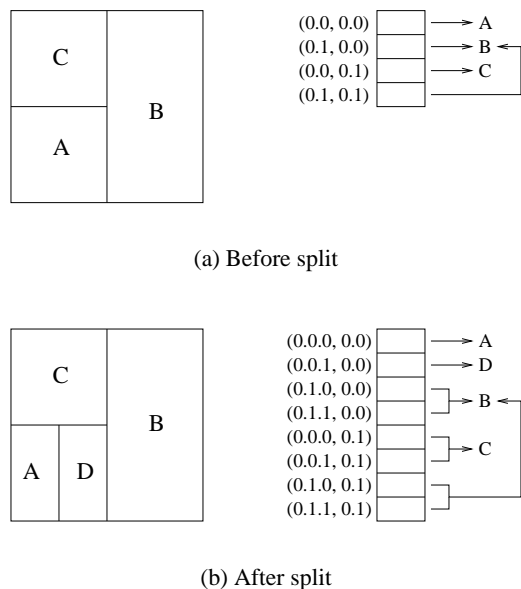 (0.0, 0.0) A
(0.1, 0.0) B
C (0.0, 0.1) C
(0.1, 0.1)
B
A
(a) Before split
(0.0.0, 0.0) A
(0.0.1, 0.0) D
C (0.1.0, 0.0)
B
(0.1.1, 0.0)
B
(0.0.0, 0.1)
C
(0.0.1, 0.1)
A D (0.1.0, 0.1)
(0.1.1, 0.1)
(b) After split